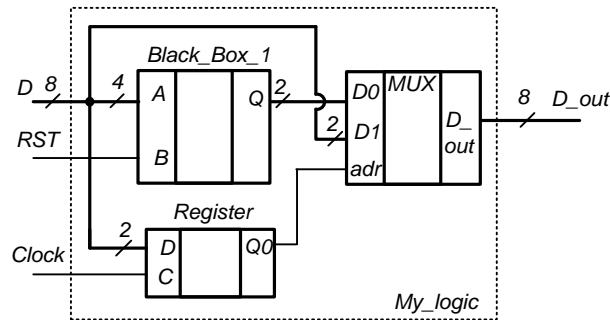 Black_Box_1
D 8 4 A Q 2 D0 MUX 8 D_out
2 D1 D_
out
RST B adr
Register
2 D Q0
Clock C
My_logic